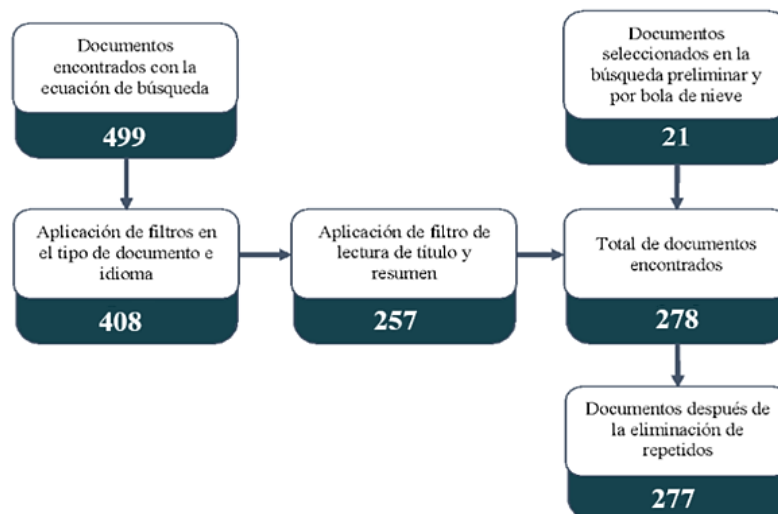 Documentos
encontrados con la
ecuación de búsqueda
499
Documentos
seleccionados en la
búsqueda preliminar y
por bola de nieve
21
Aplicación de filtros en
el tipo de documento e
idioma
408
Aplicación de filtro de
lectura de título y
resumen
257
Total de documentos
encontrados
278
Documentos después de
la eliminación de
repetidos
277